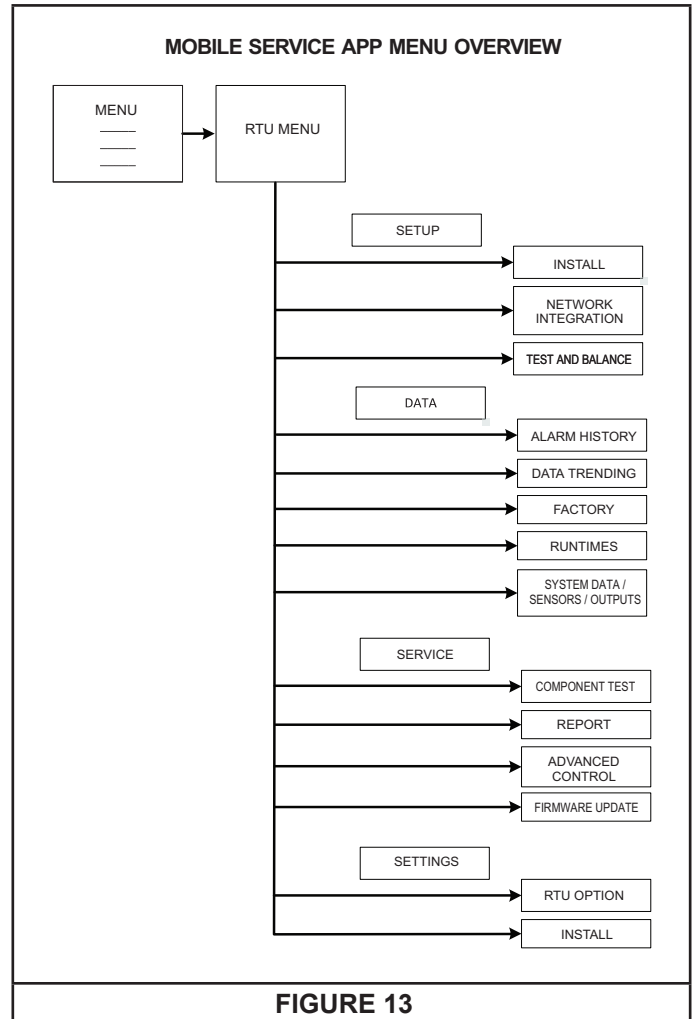 MOBILE SERVICE APP MENU OVERVIEW
MENU
RTU MENU
SETUP
INSTALL
NETWORK
INTEGRATION
TEST AND BALANCE
DATA
ALARM HISTORY
DATA TRENDING
FACTORY
RUNTIMES
SYSTEM DATA /
SENSORS / OUTPUTS
SERVICE
COMPONENT TEST
REPORT
ADVANCED
CONTROL
FIRMWARE UPDATE
SETTINGS
RTU OPTION
INSTALL
FIGURE 13